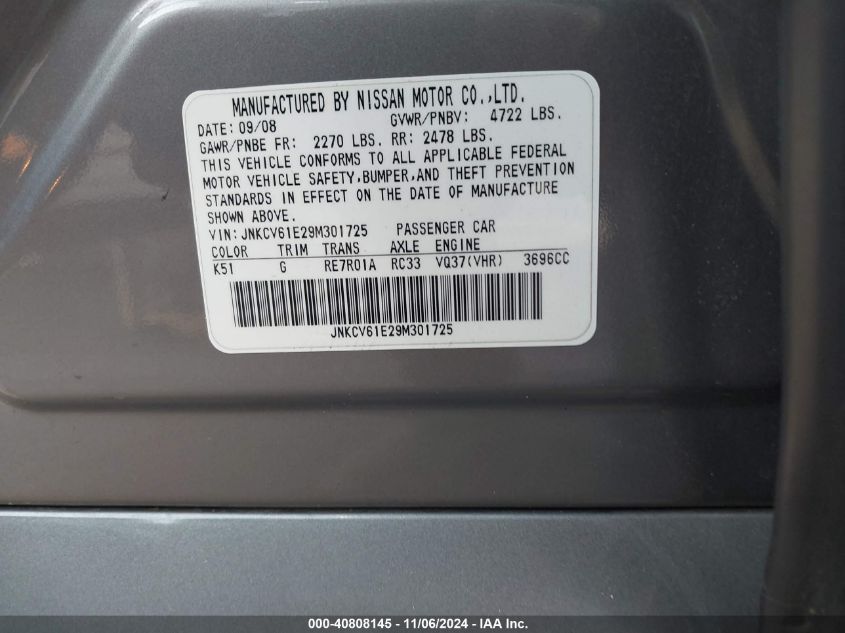 MANUFACTURED BY NISSAN MOTOR CO.,LTD.
DATE: 09/08 GVWR/PNBV: 4722 LBS.
GAWR/PNBE FR: 2270 LBS. RR: 2478 LBS.
THIS VEHICLE CONFORMS TO ALL APPLICABLE FEDERAL
MOTOR VEHICLE SAFETY,BUMPER,AND THEFT PREVENTION
STANDARDS IN EFFECT ON THE DATE OF MANUFACTURE
SHOWN ABOVE.
VIN: JNKCV61E29M301725 PASSENGER CAR
COLOR TRIM TRANS AXLE ENGINE
K51 G RE7R01A RC33 VQ37(VHR) 3696CC
JNKCV61E29M301725
000-40808145 - 11/06/2024 - IAA Inc.